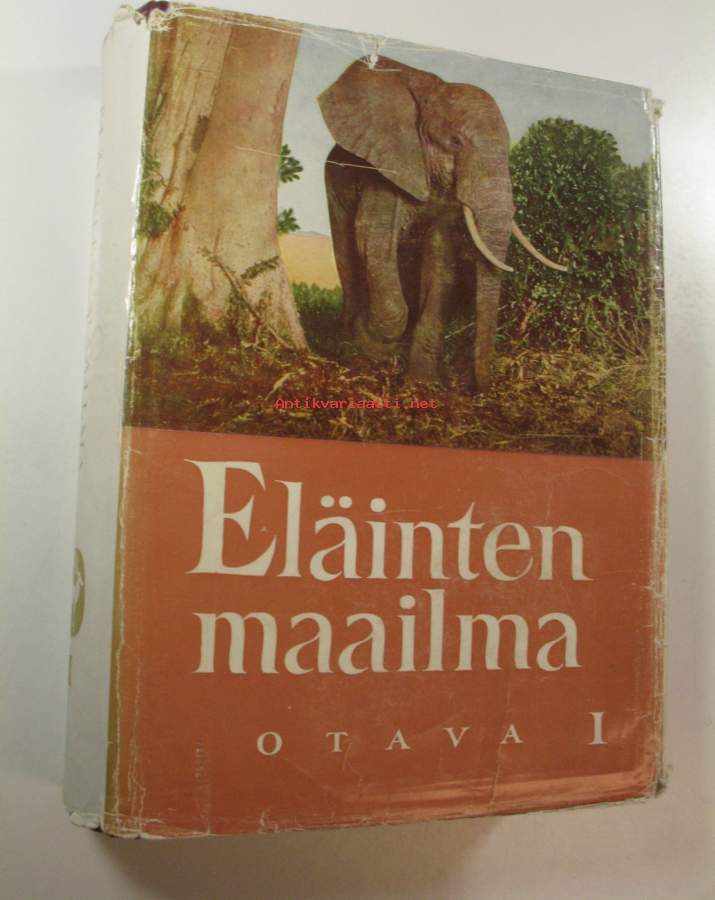 Antikvariaatti.net
Eläinten
maailma
OTAVA I